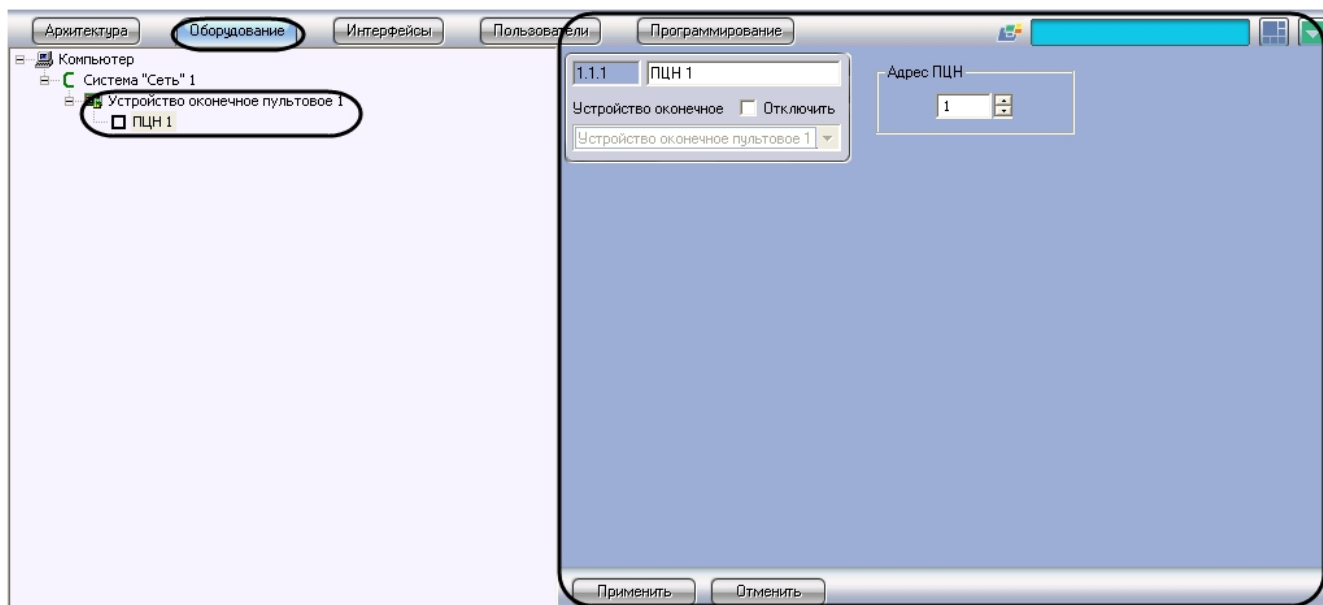 Архитектура Оборудование Интерфейсы Пользователи Программирование
Компьютер
Система "Сеть" 1
Устройство оконечное пультовое 1
ПЦН 1
1.1.1 ПЦН 1
Устройство оконечное Отключить
Устройство оконечное пультовое 1
Адрес ПЦН
1
Применить Отменить